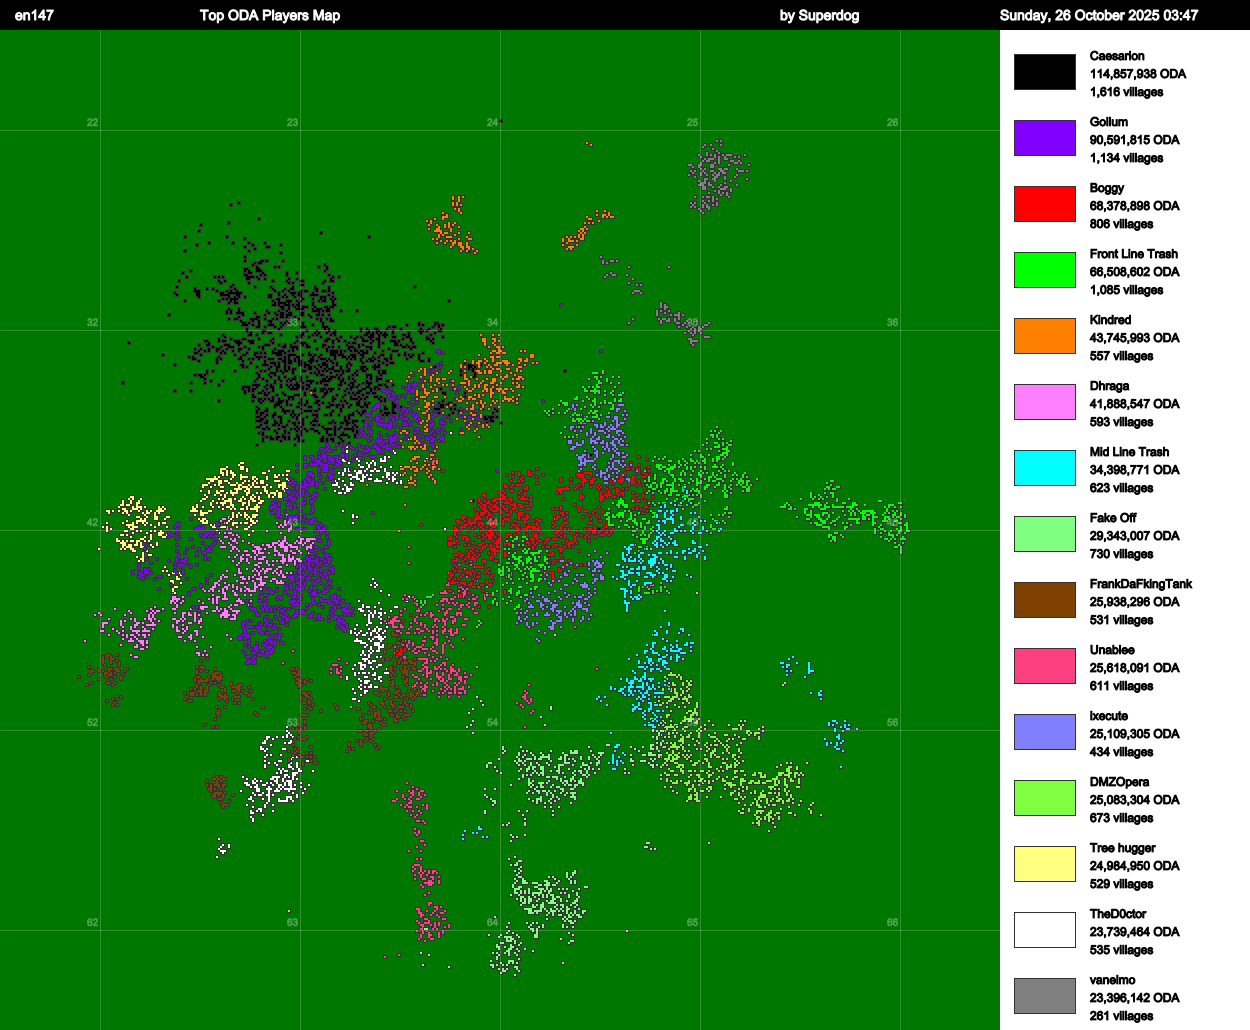 en147 Top ODA Players Map by Superdog Sunday, 26 October 2025 03:47
Caesarion
114,857,938 ODA
1,616 villages
Gollum
90,591,815 ODA
1,134 villages
Boggy
68,378,898 ODA
806 villages
Front Line Trash
66,508,602 ODA
1,085 villages
Kindred
43,745,993 ODA
557 villages
Dhraga
41,888,547 ODA
593 villages
Mid Line Trash
34,398,771 ODA
623 villages
Fake Off
29,343,007 ODA
730 villages
FrankDaFkingTank
25,938,296 ODA
531 villages
Unablee
25,618,091 ODA
611 villages
ixecute
25,109,305 ODA
434 villages
DMZOpera
25,083,304 ODA
673 villages
Tree hugger
24,984,950 ODA
529 villages
TheD0ctor
23,739,464 ODA
535 villages
vanelmo
23,396,142 ODA
261 villages
22 23 24 25 26
32 33 34 35 36
42 43 44 45
52 53 54 56
62 63 64 65 66